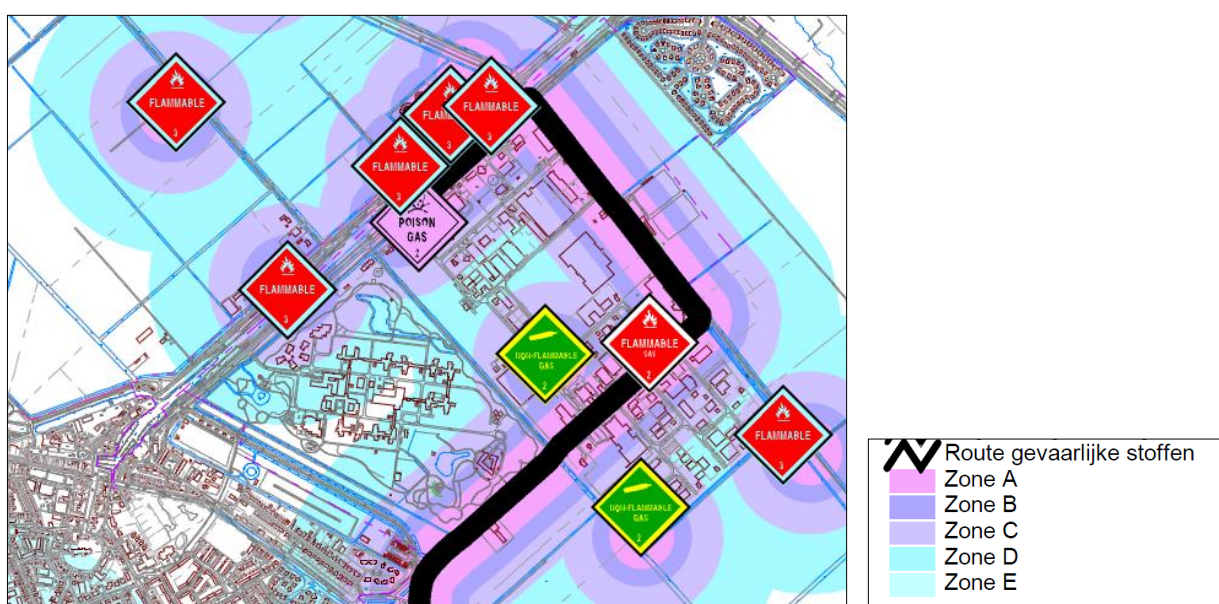 FLAMMABLE
3
FLAMMABLE
3
FLAMM
3
FLAMMABLE
3
POISON
GAS
2
FLAMMABLE
3
NON-FLAMMABLE
GAS
2
FLAMMABLE
GAS
2
FLAMMABLE
3
NON-FLAMMABLE
GAS
2
Route gevaarlijke stoffen
Zone A
Zone B
Zone C
Zone D
Zone E